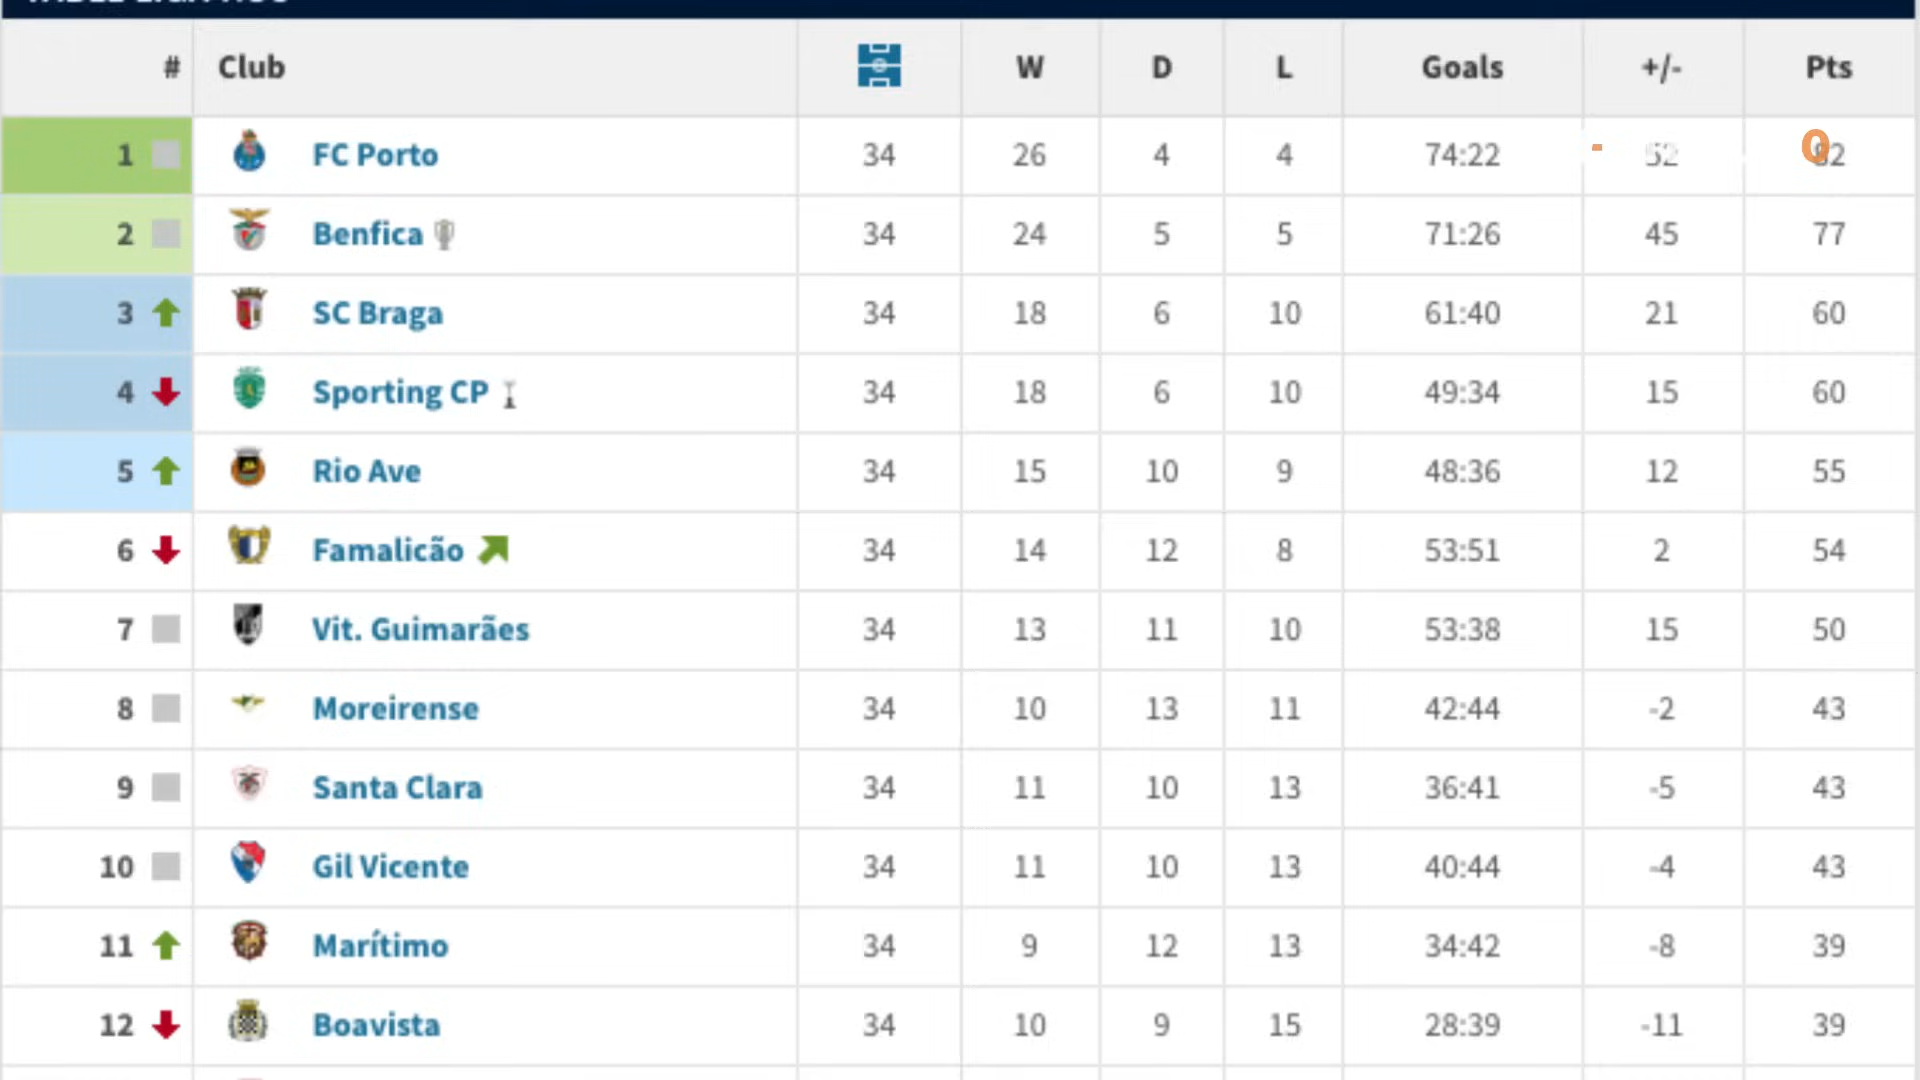 # Club W D L Goals +/- Pts
1 FC Porto 34 26 4 4 74:22 52 82
2 Benfica 34 24 5 5 71:26 45 77
3 SC Braga 34 18 6 10 61:40 21 60
4 Sporting CP 34 18 6 10 49:34 15 60
5 Rio Ave 34 15 10 9 48:36 12 55
6 Famalicão 34 14 12 8 53:51 2 54
7 Vit. Guimarães 34 13 11 10 53:38 15 50
8 Moreirense 34 10 13 11 42:44 -2 43
9 Santa Clara 34 11 10 13 36:41 -5 43
10 Gil Vicente 34 11 10 13 40:44 -4 43
11 Marítimo 34 9 12 13 34:42 -8 39
12 Boavista 34 10 9 15 28:39 -11 39